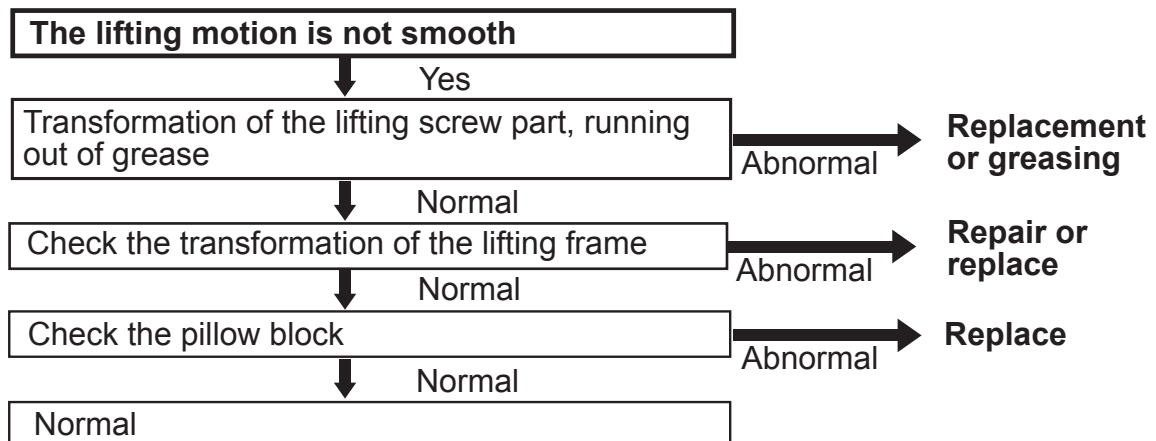 The lifting motion is not smooth
Yes
Transformation of the lifting screw part, running
out of grease
Abnormal
Replacement
or greasing
Normal
Check the transformation of the lifting frame
Abnormal
Repair or
replace
Normal
Check the pillow block
Abnormal
Replace
Normal
Normal